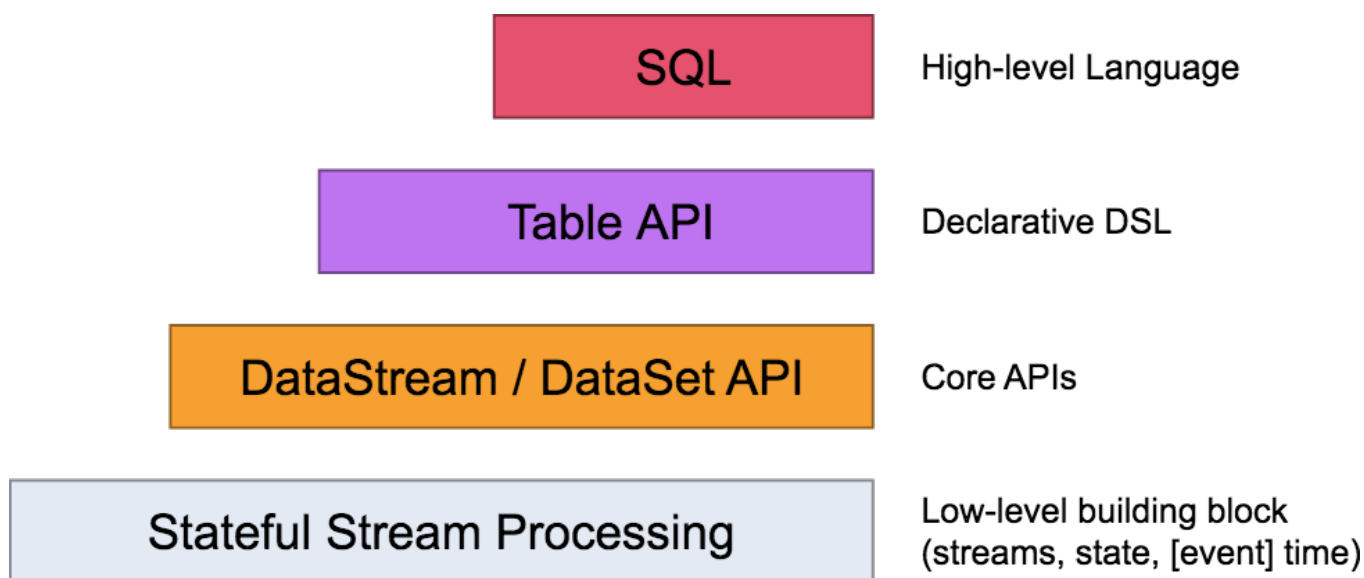 SQL
High-level Language
Table API
Declarative DSL
DataStream / DataSet API
Core APIs
Stateful Stream Processing
Low-level building block
(streams, state, [event] time)